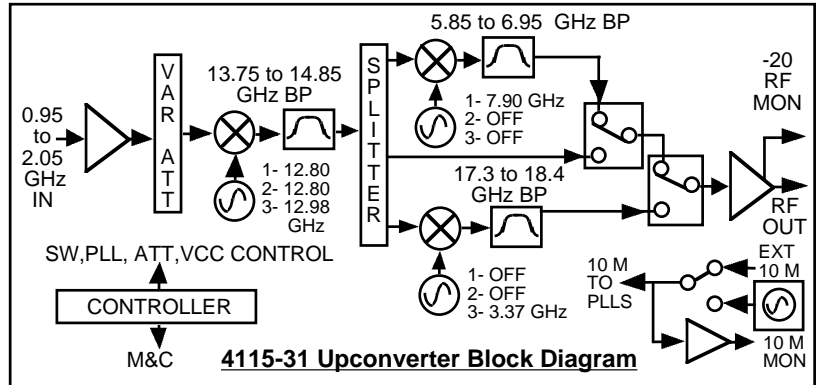 5.85 to 6.95 GHz BP
-20
RF
MON
VAR ATT
13.75 to 14.85
GHz BP
SPLITTER
0.95
to
2.05
GHz
IN
1- 7.90 GHz
2- OFF
3- OFF
1- 12.80
2- 12.80
3- 12.98
GHz
17.3 to 18.4
GHz BP
RF
OUT
SW,PLL, ATT,VCC CONTROL
CONTROLLER
M&C
1- OFF
2- OFF
3- 3.37 GHz
10 M
TO
PLLS
EXT
10 M
10 M
MON
4115-31 Upconverter Block Diagram